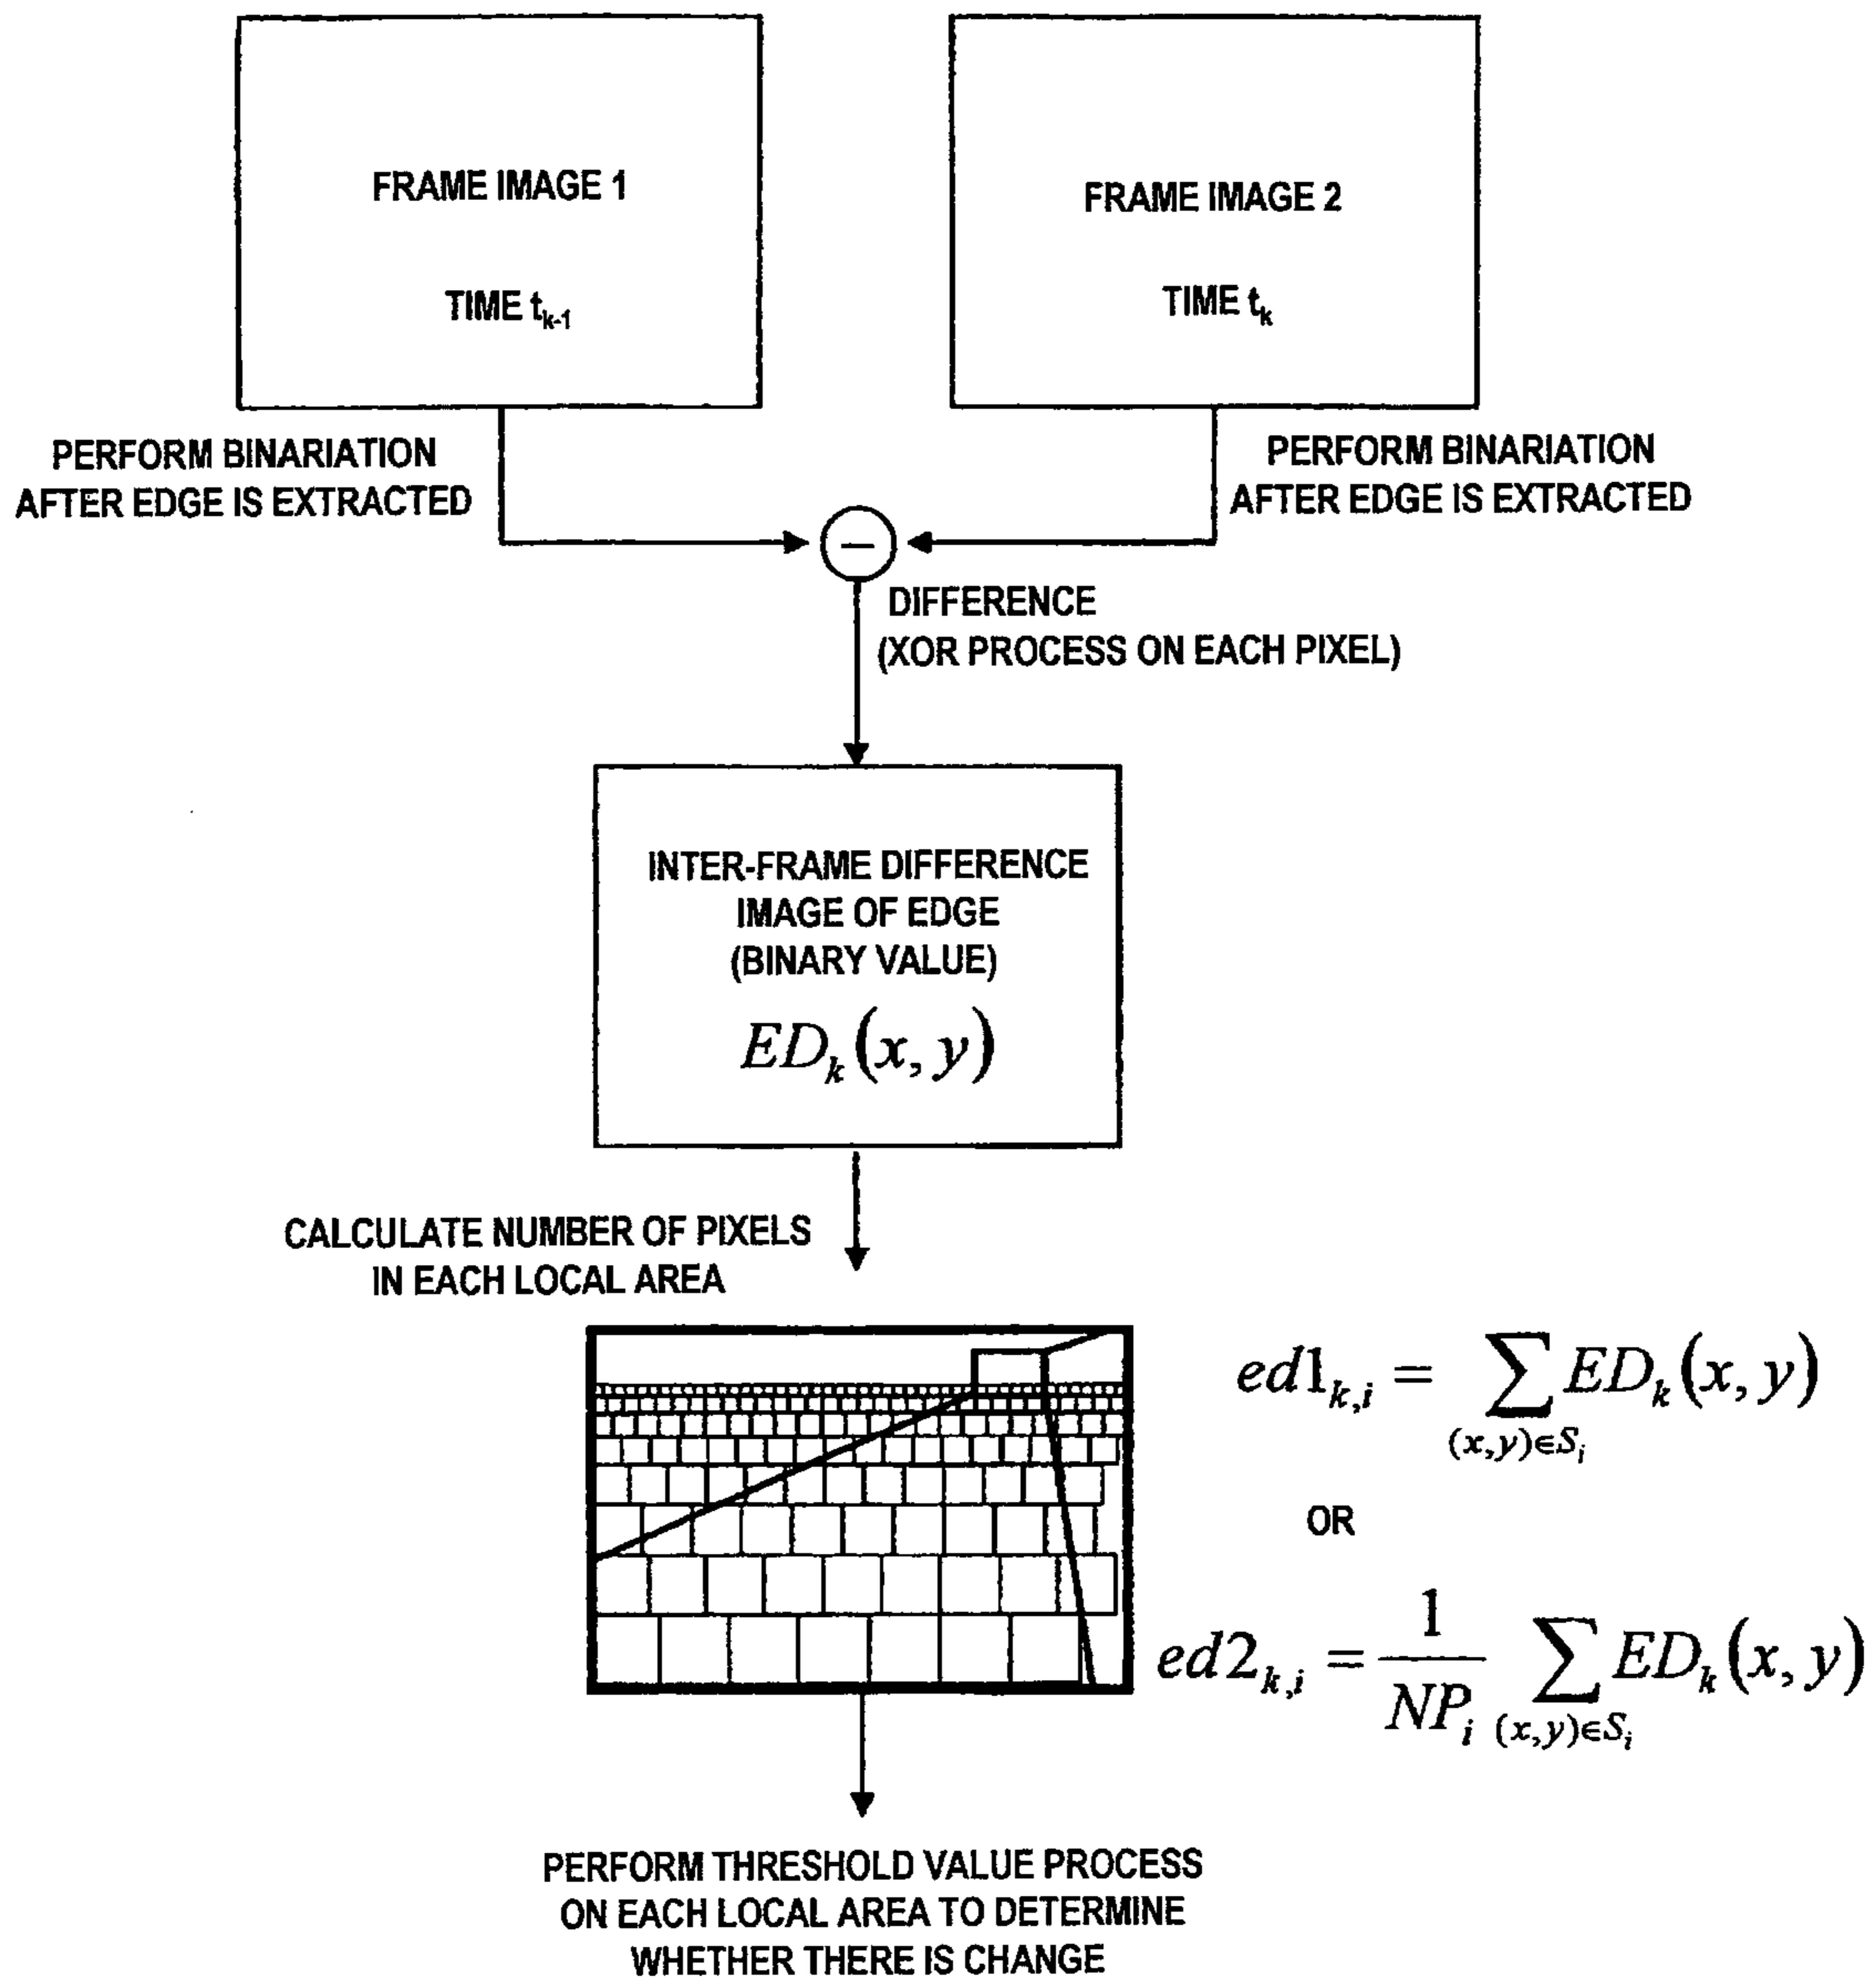 FRAME IMAGE 1
TIME t_{k-1}
FRAME IMAGE 2
TIME t_k
PERFORM BINARIATION
AFTER EDGE IS EXTRACTED
PERFORM BINARIATION
AFTER EDGE IS EXTRACTED
−
DIFFERENCE
(XOR PROCESS ON EACH PIXEL)
INTER-FRAME DIFFERENCE
IMAGE OF EDGE
(BINARY VALUE)
ED_k(x, y)
CALCULATE NUMBER OF PIXELS
IN EACH LOCAL AREA
ed1_{k,i} = \sum_{(x,y)∈S_i} ED_k(x, y)
OR
ed2_{k,i} = \frac{1}{NP_i} \sum_{(x,y)∈S_i} ED_k(x, y)
PERFORM THRESHOLD VALUE PROCESS
ON EACH LOCAL AREA TO DETERMINE
WHETHER THERE IS CHANGE